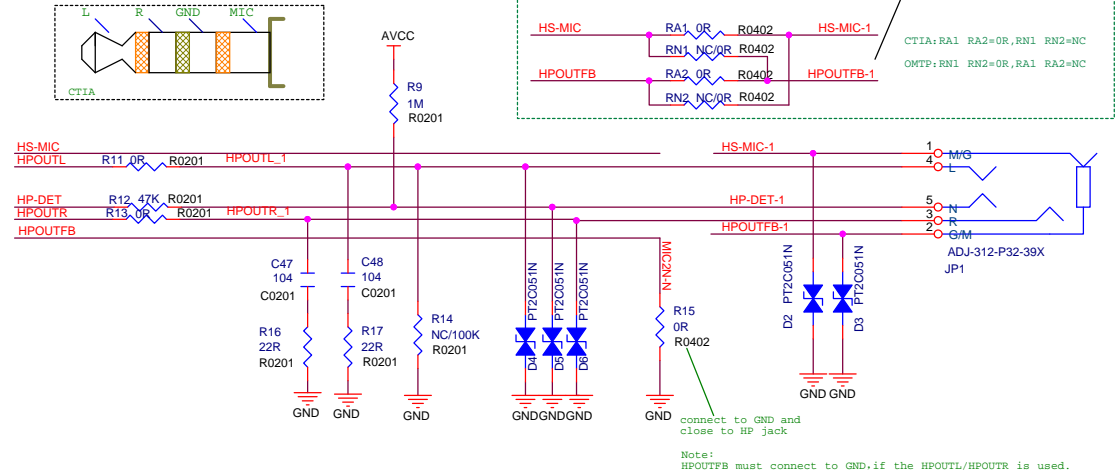 L R GND MIC
CTIA
AVCC
R9
1M
R0201
HS-MIC RA1 0R R0402 HS-MIC-1
RN1 NC/0R R0402
HPOUTFB RA2 0R R0402 HPOUTFB-1
RN2 NC/0R R0402
CTIA:RA1 RA2=0R,RN1 RN2=NC
OMTP:RN1 RN2=0R,RA1 RA2=NC
HS-MIC
HPOUTL R11 0R R0201 HPOUTL_1
HP-DET R12 47K R0201
HPOUTR R13 0R R0201 HPOUTR_1
HPOUTFB
HS-MIC-1
HP-DET-1
HPOUTFB-1
1 M/G
4 L
5 N
3 R
2 G/M
ADJ-312-P32-39X
JP1
C47
104
C0201
C48
104
C0201
R16
22R
R0201
R17
22R
R0201
R14
NC/100K
R0201
D4 PT2C051N
D5 PT2C051N
D6 PT2C051N
MIC2N-N
R15
0R
R0402
D2 PT2C051N
D3 PT2C051N
GND GND GND GND GND GND GND GND GND
connect to GND and
close to HP jack
Note:
HPOUTFB must connect to GND,if the HPOUTL/HPOUTR is used.